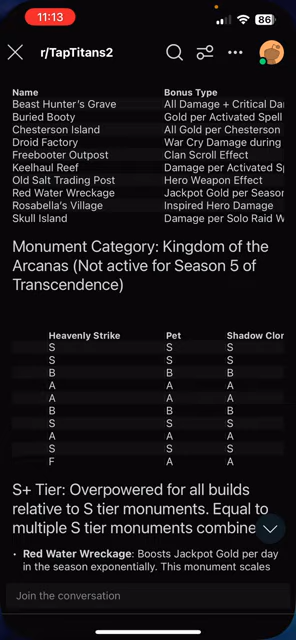 11:13
86
r/TapTitans2
Name Bonus Type
Beast Hunter's Grave All Damage + Critical Da
Buried Booty Gold per Activated Spell
Chesterson Island All Gold per Chesterson
Droid Factory War Cry Damage during
Freebooter Outpost Clan Scroll Effect
Keelhaul Reef Damage per Activated S
Old Salt Trading Post Hero Weapon Effect
Red Water Wreckage Jackpot Gold per Season
Rosabella's Village Inspired Hero Damage
Skull Island Damage per Solo Raid W
Monument Category: Kingdom of the
Arcanas (Not active for Season 5 of
Transcendence)
Heavenly Strike Pet Shadow Clon
S S S
S S S
B B B
A A A
A A A
B B B
S S S
A A A
S S S
F A A
S+ Tier: Overpowered for all builds
relative to S tier monuments. Equal to
multiple S tier monuments combine
• Red Water Wreckage: Boosts Jackpot Gold per day
in the season exponentially. This monument scales
Join the conversation